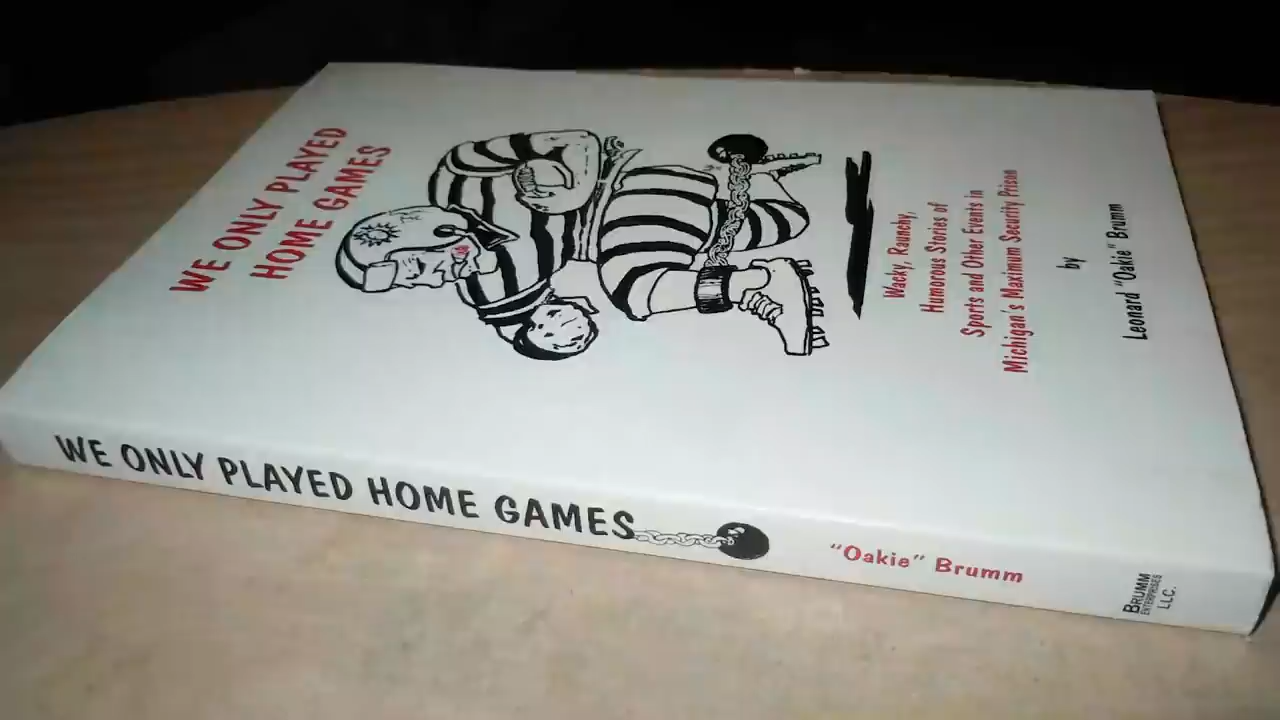 WE ONLY PLAYED
HOME GAMES
Wacky, Raunchy,
Humorous Stories of
Sports and Other Events in
Michigan's Maximum Security Prison
by
Leonard "Oakie" Brumm
WE ONLY PLAYED HOME GAMES
"Oakie" Brumm
BRUMM
ENTERPRISES
LLC.